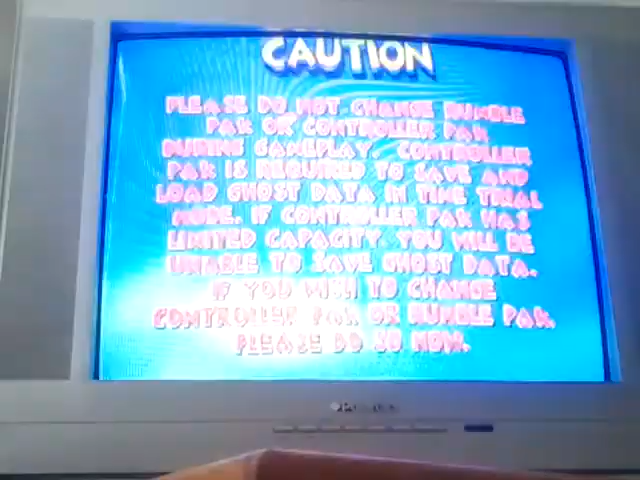 CAUTION
PLEASE DO NOT CHANGE RUMBLE
PAK OR CONTROLLER PAK
DURING GAMEPLAY. CONTROLLER
PAK IS REQUIRED TO SAVE AND
LOAD GHOST DATA IN TIME TRIAL
MODE. IF CONTROLLER PAK HAS
LIMITED CAPACITY YOU WILL BE
UNABLE TO SAVE GHOST DATA.
IF YOU WISH TO CHANGE
CONTROLLER PAK OR RUMBLE PAK
PLEASE DO SO NOW.